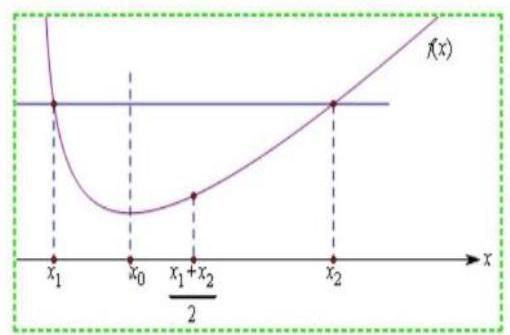 f(x)
x
x₁
x₀
x₁+x₂
2
x₂